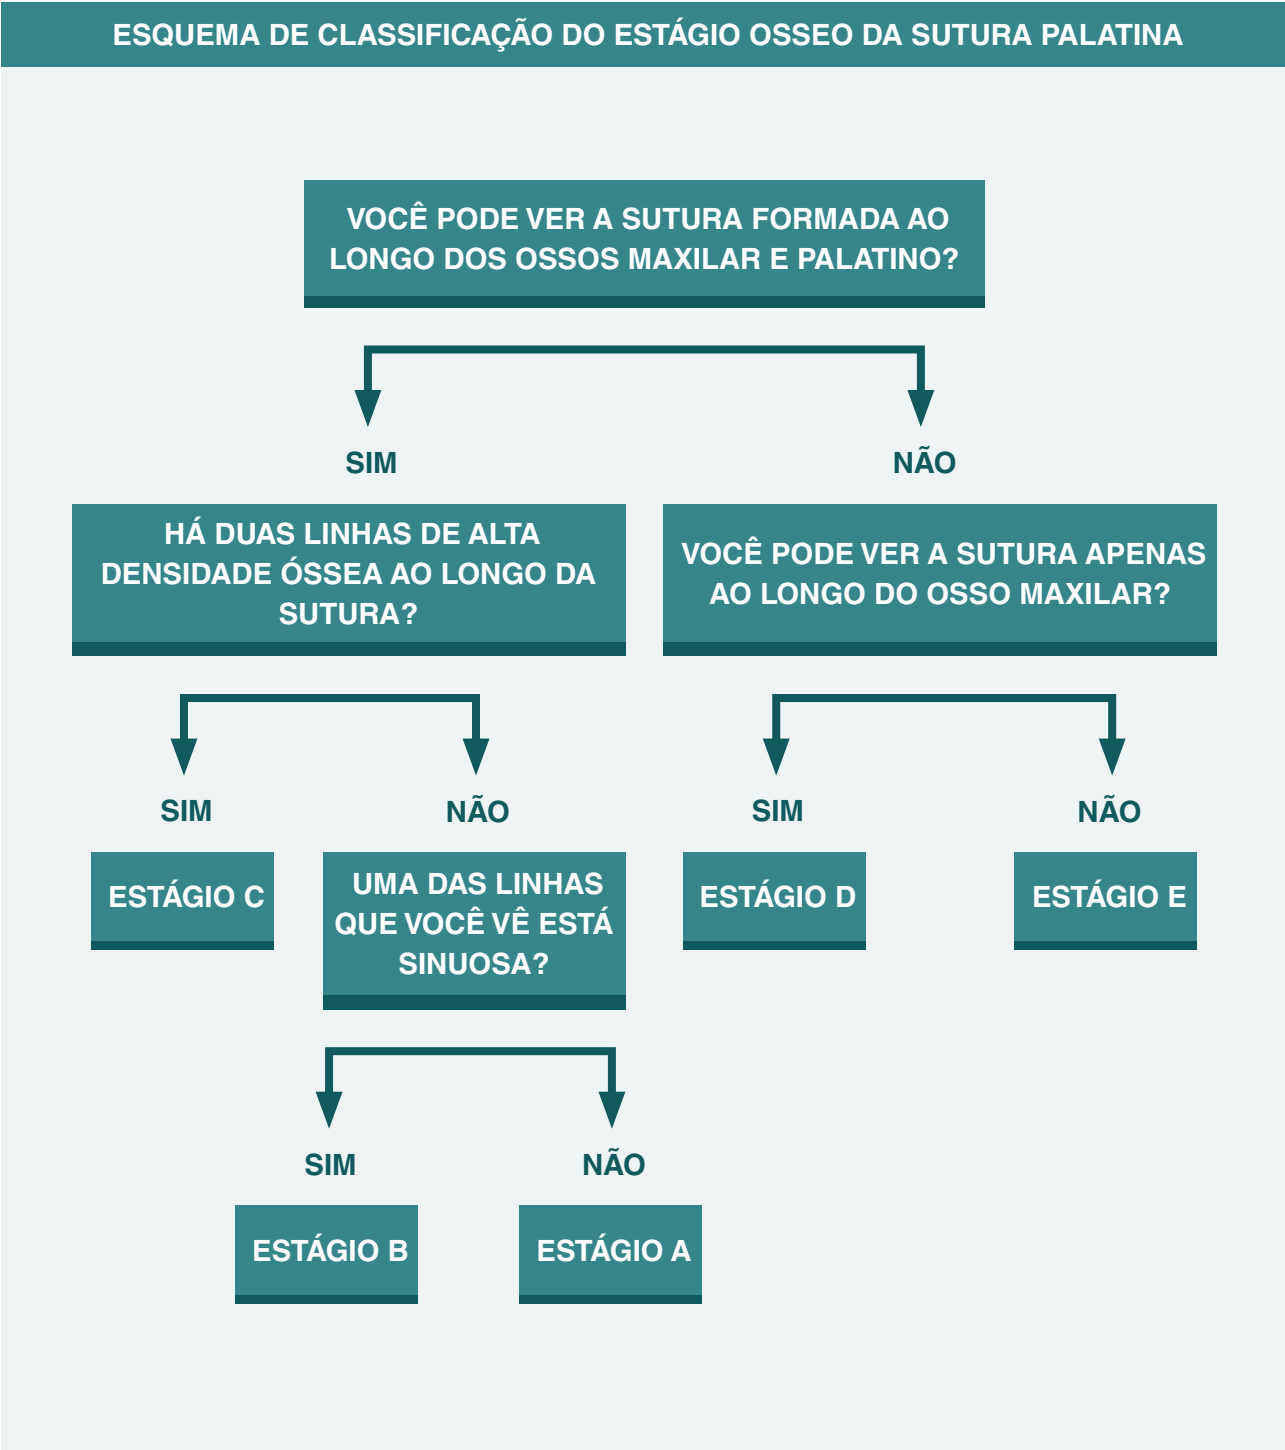 ESQUEMA DE CLASSIFICAÇÃO DO ESTÁGIO OSSEO DA SUTURA PALATINA
VOCÊ PODE VER A SUTURA FORMADA AO
LONGO DOS OSSOS MAXILAR E PALATINO?
SIM
NÃO
HÁ DUAS LINHAS DE ALTA
DENSIDADE ÓSSEA AO LONGO DA
SUTURA?
VOCÊ PODE VER A SUTURA APENAS
AO LONGO DO OSSO MAXILAR?
SIM
NÃO
SIM
NÃO
ESTÁGIO C
UMA DAS LINHAS
QUE VOCÊ VÊ ESTÁ
SINUOSA?
ESTÁGIO D
ESTÁGIO E
SIM
NÃO
ESTÁGIO B
ESTÁGIO A